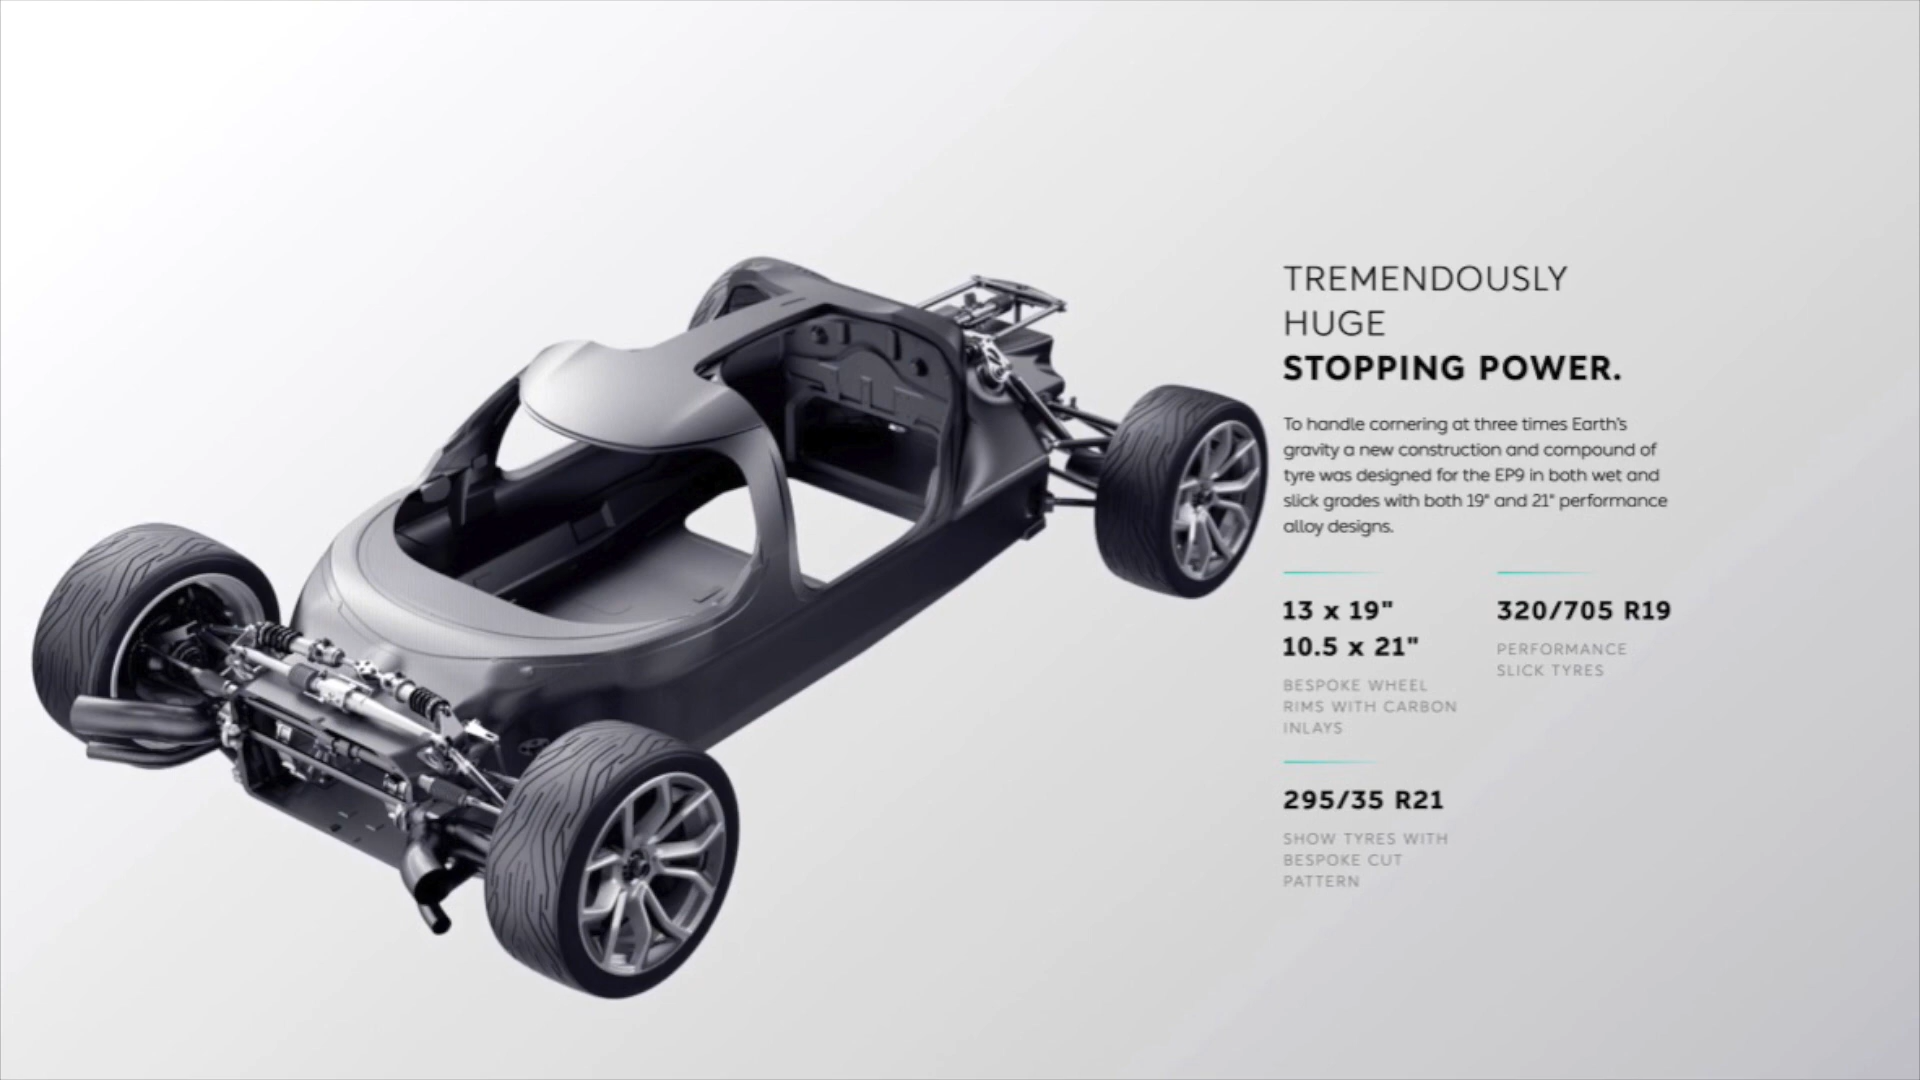 TREMENDOUSLY
HUGE
STOPPING POWER.
To handle cornering at three times Earth's
gravity a new construction and compound of
tyre was designed for the EP9 in both wet and
slick grades with both 19" and 21" performance
alloy designs.
13 x 19"
10.5 x 21"
BESPOKE WHEEL
RIMS WITH CARBON
INLAYS
320/705 R19
PERFORMANCE
SLICK TYRES
295/35 R21
SHOW TYRES WITH
BESPOKE CUT
PATTERN